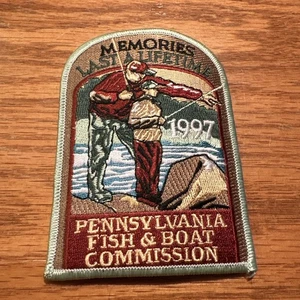 MEMORIES
LAST A LIFETIME
1997
PENNSYLVANIA
FISH & BOAT
COMMISSION